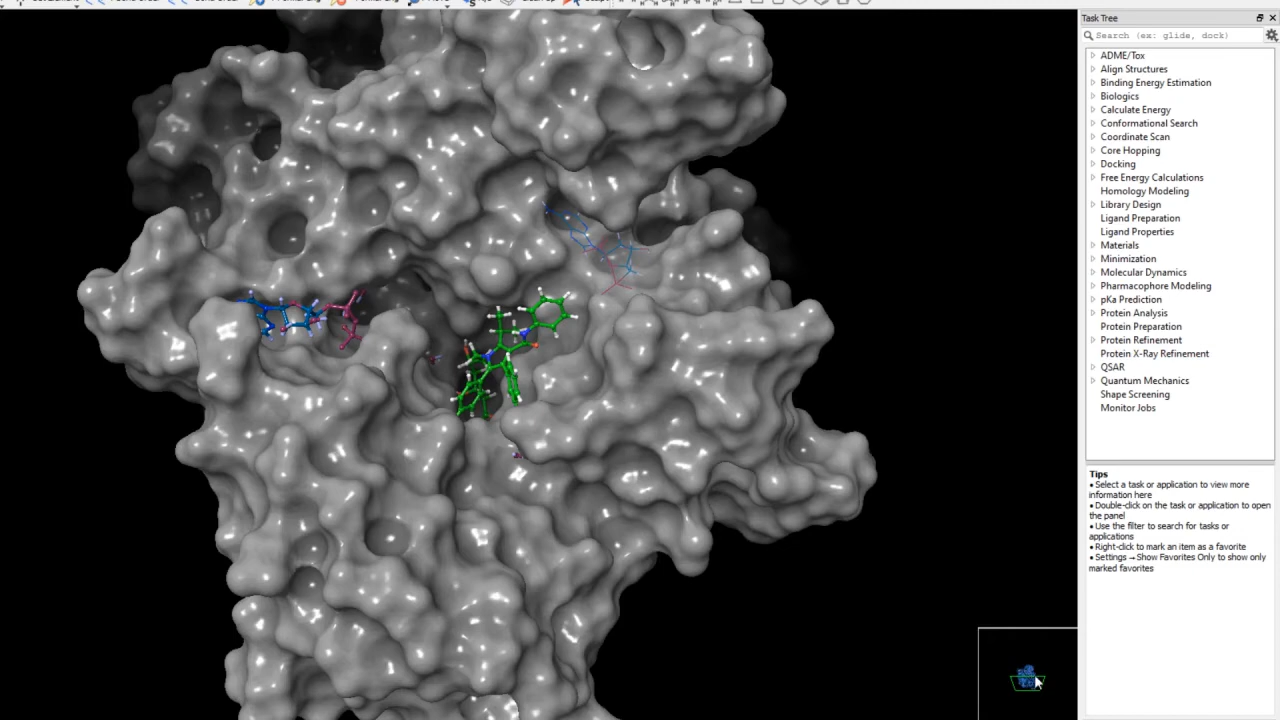 Task Tree
Search (ex: glide, dock)
ADME/Tox
Align Structures
Binding Energy Estimation
Biologics
Calculate Energy
Conformational Search
Coordinate Scan
Core Hopping
Docking
Free Energy Calculations
Homology Modeling
Library Design
Ligand Preparation
Ligand Properties
Materials
Minimization
Molecular Dynamics
Pharmacophore Modeling
pKa Prediction
Protein Analysis
Protein Preparation
Protein Refinement
Protein X-Ray Refinement
QSAR
Quantum Mechanics
Shape Screening
Monitor Jobs
Tips
• Select a task or application to view more
information here
• Double-click on the task or application to open
the panel
• Use the filter to search for tasks or
applications
• Right-click to mark an item as a favorite
• Settings → Show Favorites Only to show only
marked favorites